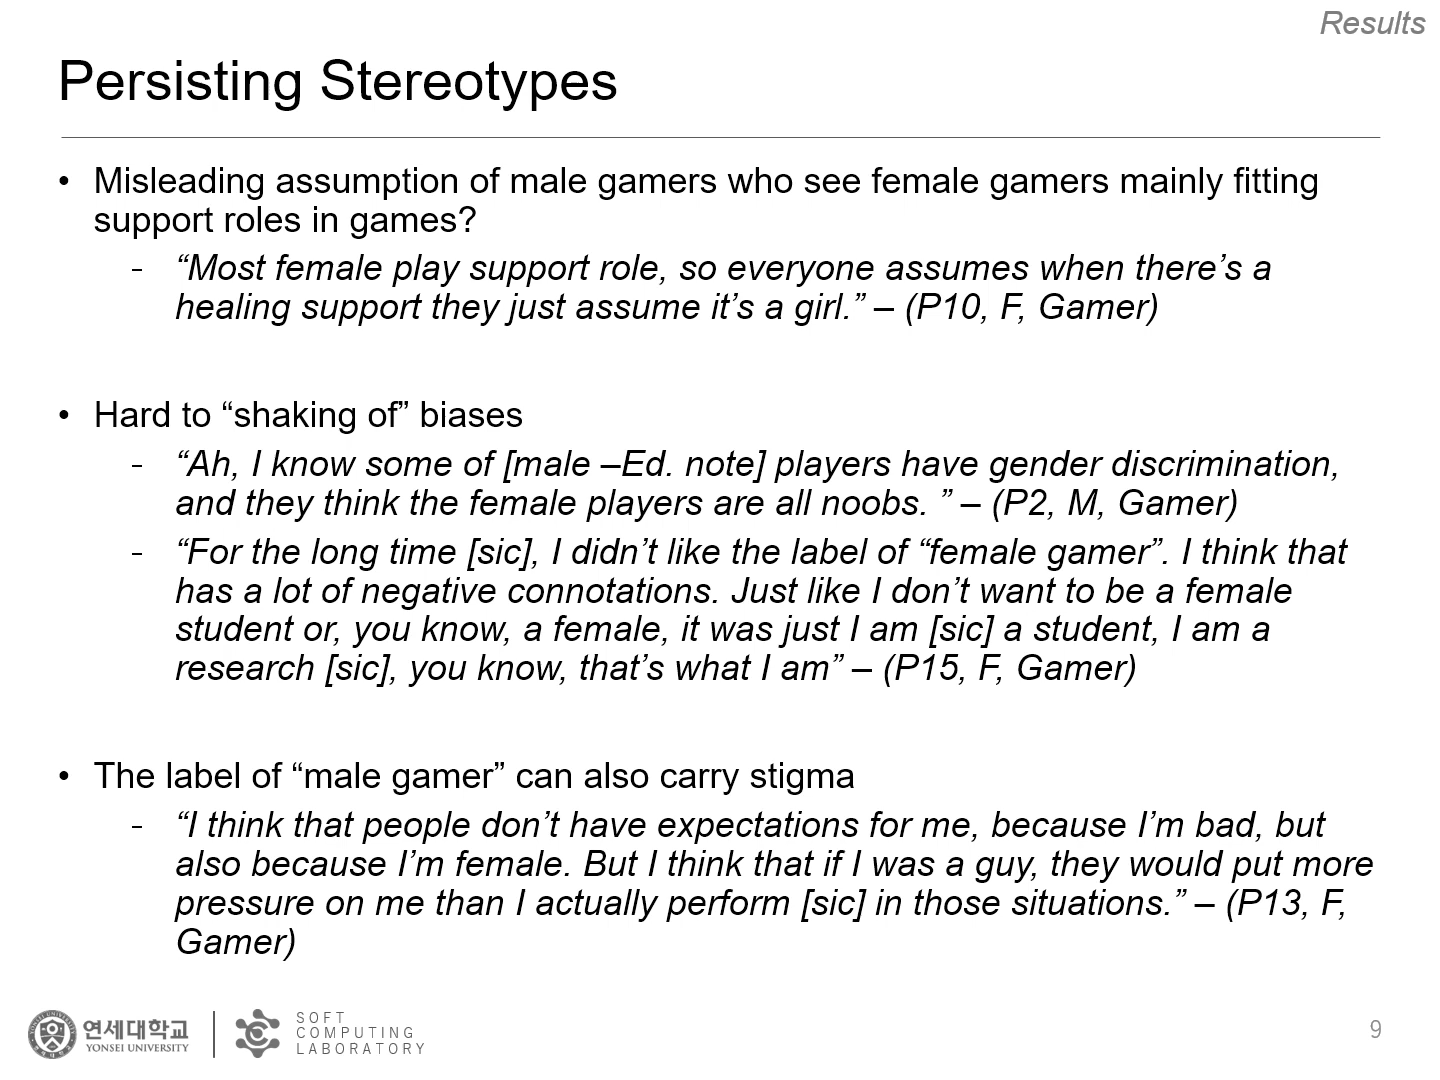 Results
Persisting Stereotypes
• Misleading assumption of male gamers who see female gamers mainly fitting
support roles in games?
- “Most female play support role, so everyone assumes when there’s a
healing support they just assume it’s a girl.” – (P10, F, Gamer)
• Hard to “shaking of” biases
- “Ah, I know some of [male –Ed. note] players have gender discrimination,
and they think the female players are all noobs. ” – (P2, M, Gamer)
- “For the long time [sic], I didn’t like the label of “female gamer”. I think that
has a lot of negative connotations. Just like I don’t want to be a female
student or, you know, a female, it was just I am [sic] a student, I am a
research [sic], you know, that’s what I am” – (P15, F, Gamer)
• The label of “male gamer” can also carry stigma
- “I think that people don’t have expectations for me, because I’m bad, but
also because I’m female. But I think that if I was a guy, they would put more
pressure on me than I actually perform [sic] in those situations.” – (P13, F,
Gamer)
연세대학교
YONSEI UNIVERSITY
SOFT
COMPUTING
LABORATORY
9